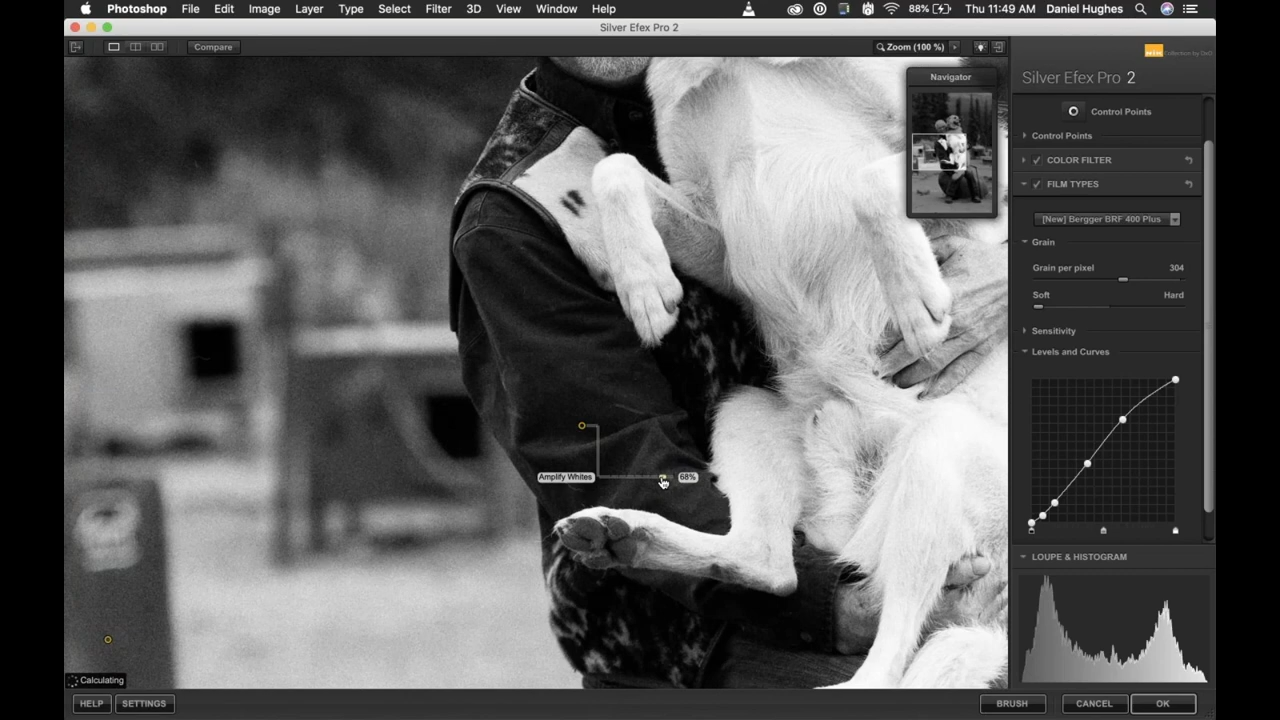 Photoshop File Edit Image Layer Type Select Filter 3D View Window Help 88% Thu 11:49 AM Daniel Hughes
Silver Efex Pro 2
Compare
Zoom (100 %)
Navigator
Silver Efex Pro 2
Control Points
Control Points
COLOR FILTER
FILM TYPES
[New] Bergger BRF 400 Plus
Grain
Grain per pixel 304
Soft Hard
Sensitivity
Levels and Curves
Amplify Whites 68%
LOUPE & HISTOGRAM
Calculating
HELP SETTINGS BRUSH CANCEL OK